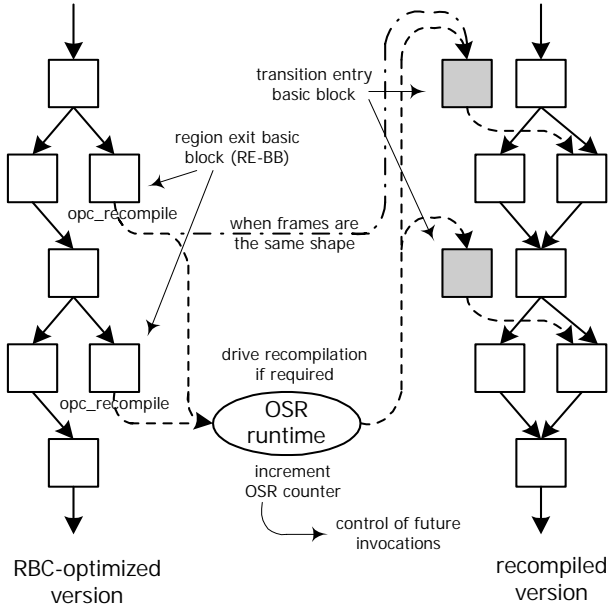 transition entry
basic block
region exit basic
block (RE-BB)
opc_recompile
when frames are
the same shape
drive recompilation
if required
opc_recompile
OSR
runtime
increment
OSR counter
control of future
invocations
RBC-optimized
version
recompiled
version